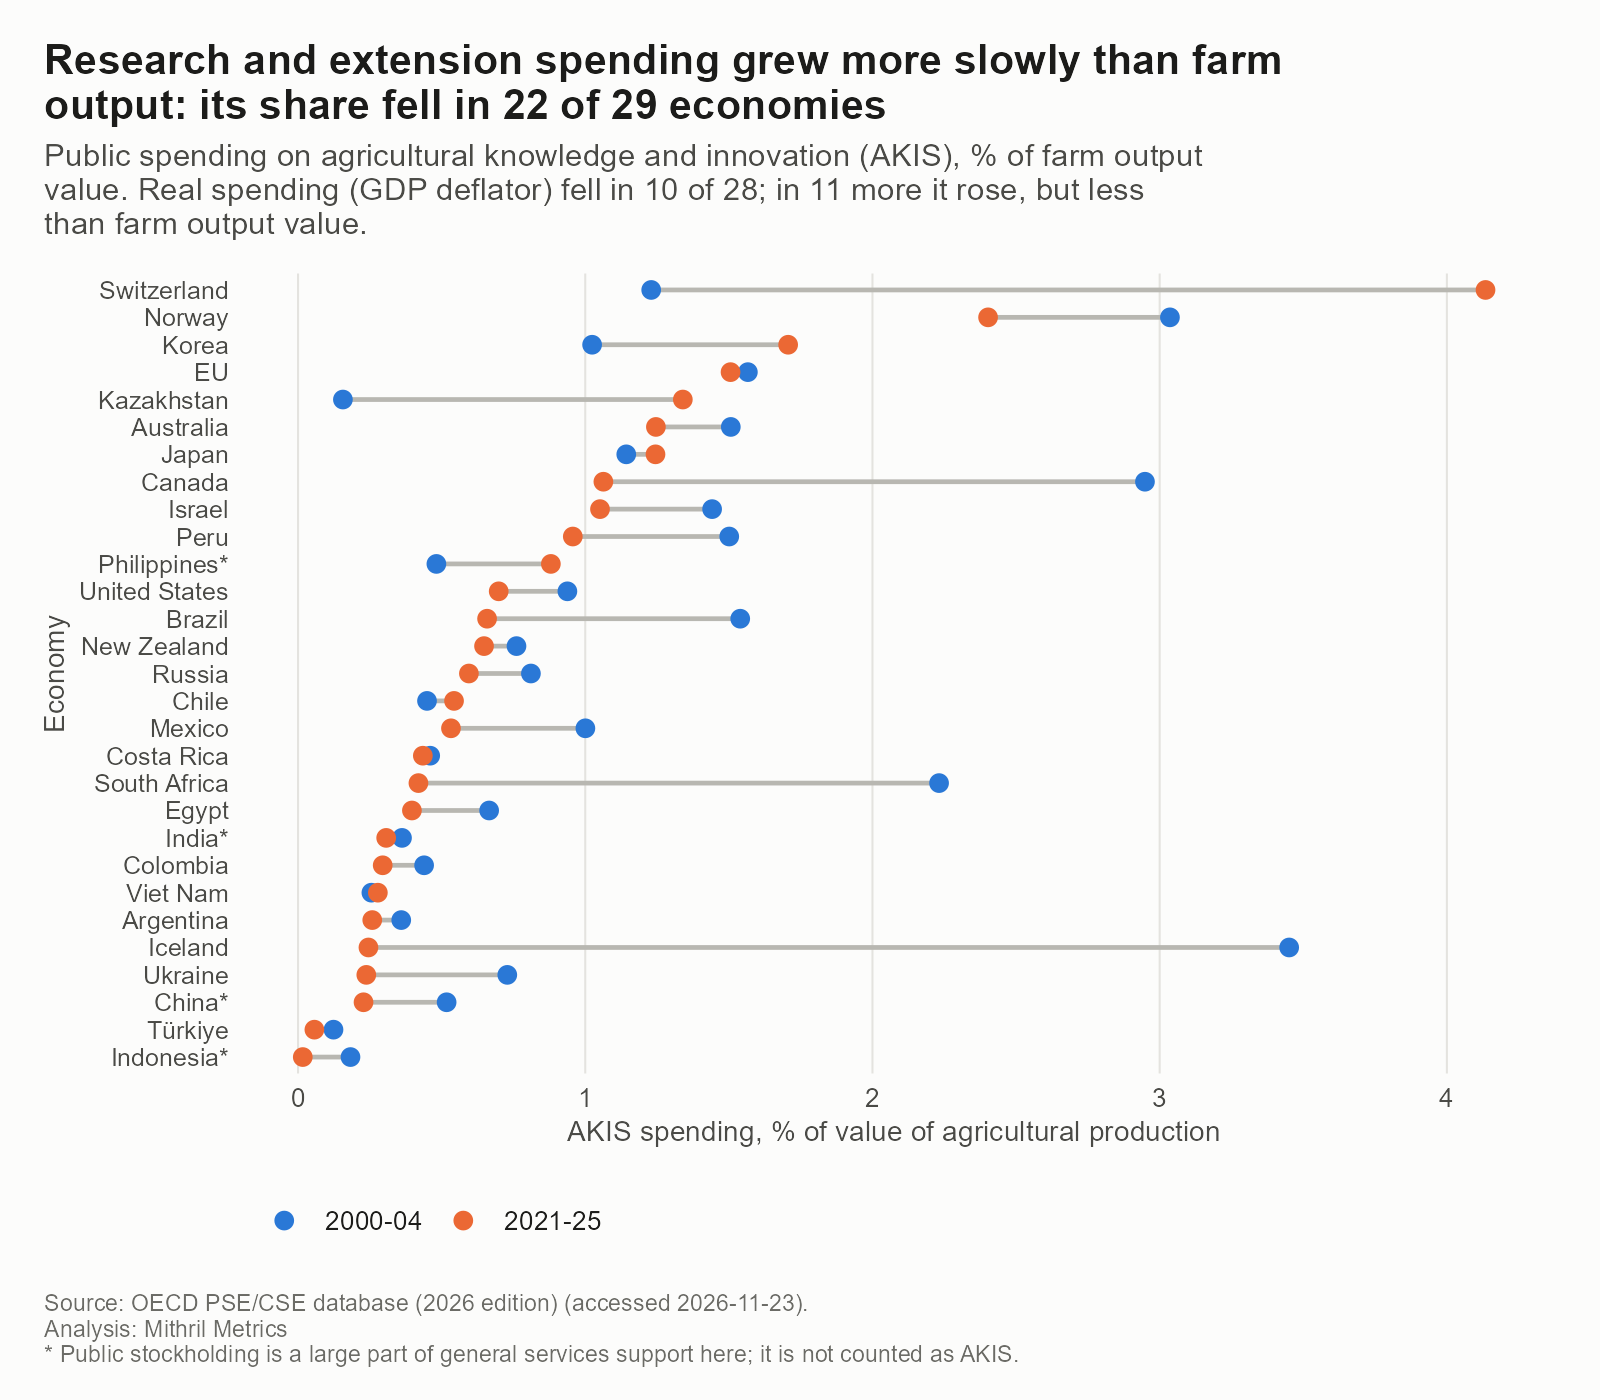 Research and extension spending grew more slowly than farm
output: its share fell in 22 of 29 economies
Public spending on agricultural knowledge and innovation (AKIS), % of farm output
value. Real spending (GDP deflator) fell in 10 of 28; in 11 more it rose, but less
than farm output value.
Economy
Switzerland
Norway
Korea
EU
Kazakhstan
Australia
Japan
Canada
Israel
Peru
Philippines*
United States
Brazil
New Zealand
Russia
Chile
Mexico
Costa Rica
South Africa
Egypt
India*
Colombia
Viet Nam
Argentina
Iceland
Ukraine
China*
Türkiye
Indonesia*
0 1 2 3 4
AKIS spending, % of value of agricultural production
2000-04 2021-25
Source: OECD PSE/CSE database (2026 edition) (accessed 2026-11-23).
Analysis: Mithril Metrics
* Public stockholding is a large part of general services support here; it is not counted as AKIS.